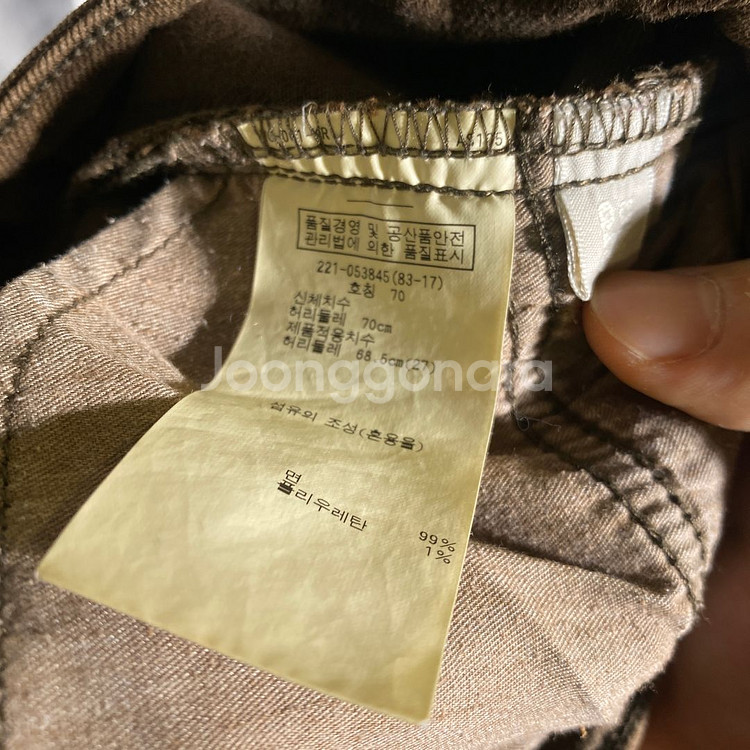 품질경영 및 공산품안전
관리법에 의한 품질표시
221-053845(83-17)
호칭 70
신체치수
허리둘레 70cm
제품적용치수
허리둘레 68.5cm(27)
Joonggonara
섬유의 조성(혼용율)
면 99%
폴리우레탄 1%